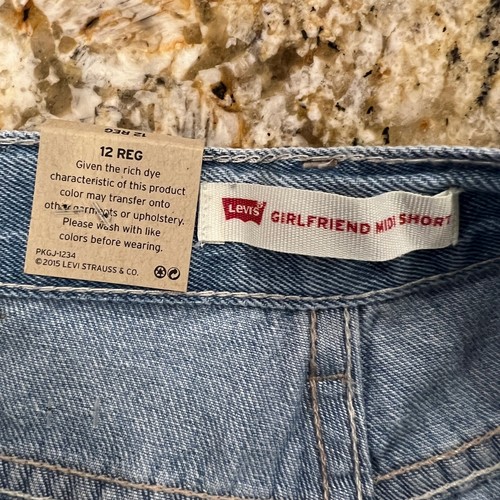 12 REG
12 REG
Given the rich dye
characteristic of this product
color may transfer onto
other garments or upholstery.
Please wash with like
colors before wearing.
PKGJ-1234
©2015 LEVI STRAUSS & CO.
LEVI'S GIRLFRIEND MIDI SHORT